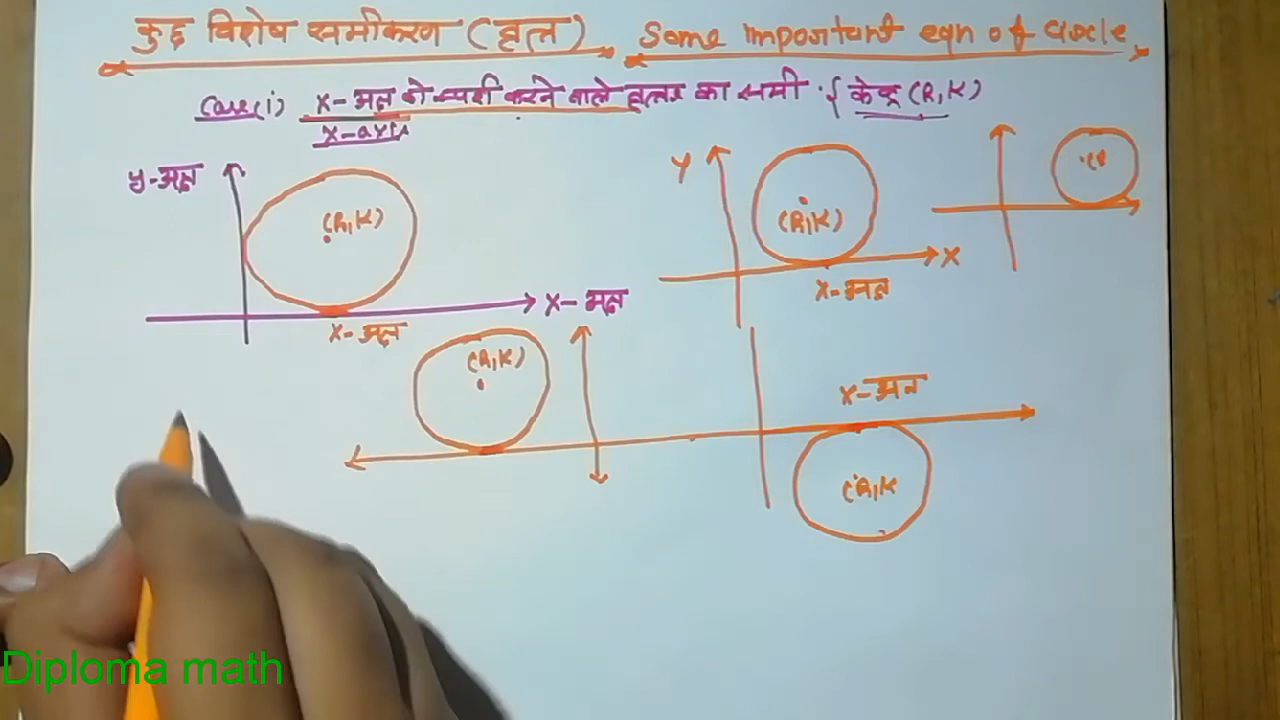 कुछ विशेष समीकरण (वृत्त) Some important eqn of Circle
Case(i) x-अक्ष को स्पर्श करने वाले वृत्त का समी · { केन्द्र (h,k)
x-axis
y-अक्ष
(h,k)
x-अक्ष
x-अक्ष
y
(h,k)
x
x-अक्ष
(h,k)
x-अक्ष
(h,k
Diploma math